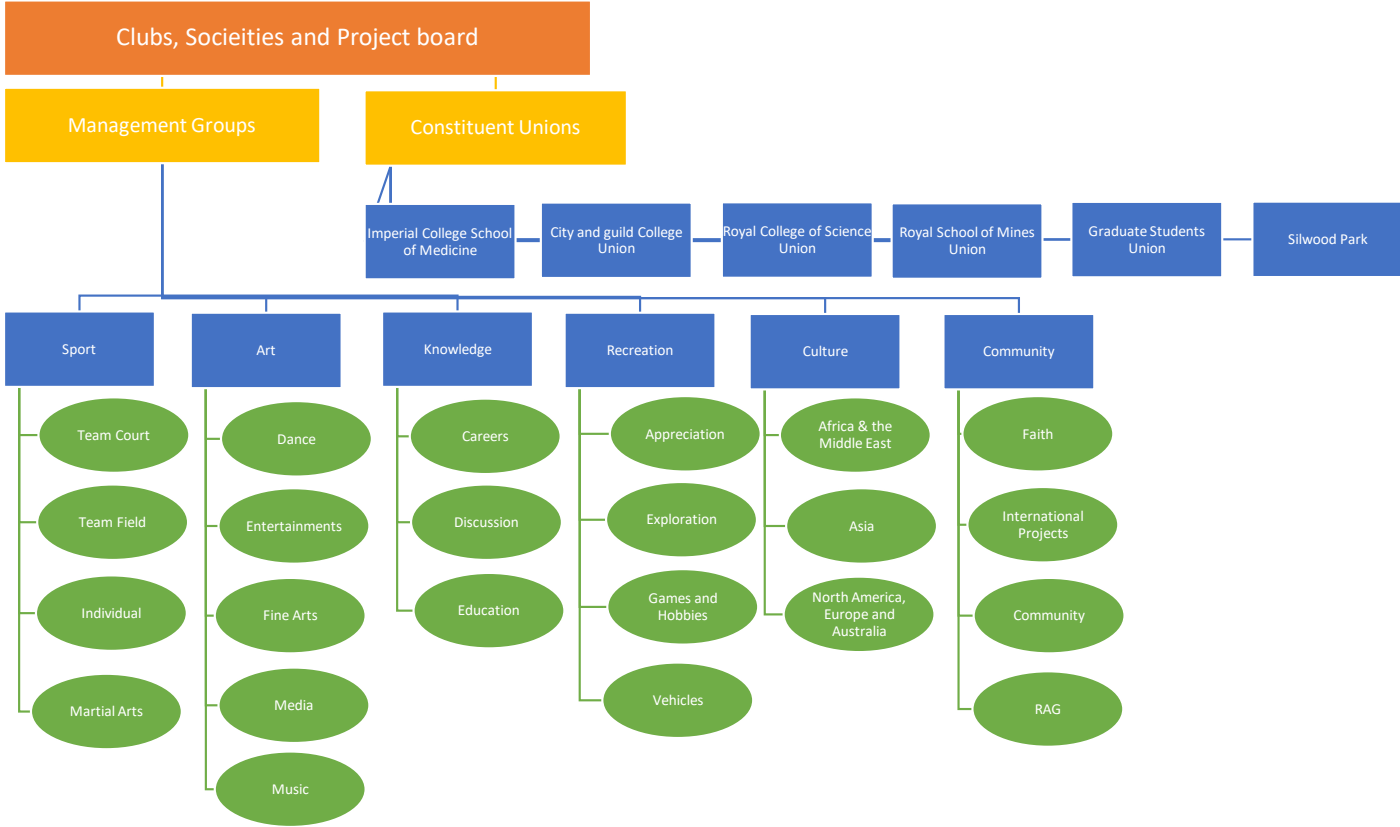 Clubs, Socieities and Project board
Management Groups
Constituent Unions
Imperial College School
of Medicine
City and guild College
Union
Royal College of Science
Union
Royal School of Mines
Union
Graduate Students
Union
Silwood Park
Sport
Art
Knowledge
Recreation
Culture
Community
Team Court
Team Field
Individual
Martial Arts
Dance
Entertainments
Fine Arts
Media
Music
Careers
Discussion
Education
Appreciation
Exploration
Games and
Hobbies
Vehicles
Africa & the
Middle East
Asia
North America,
Europe and
Australia
Faith
International
Projects
Community
RAG